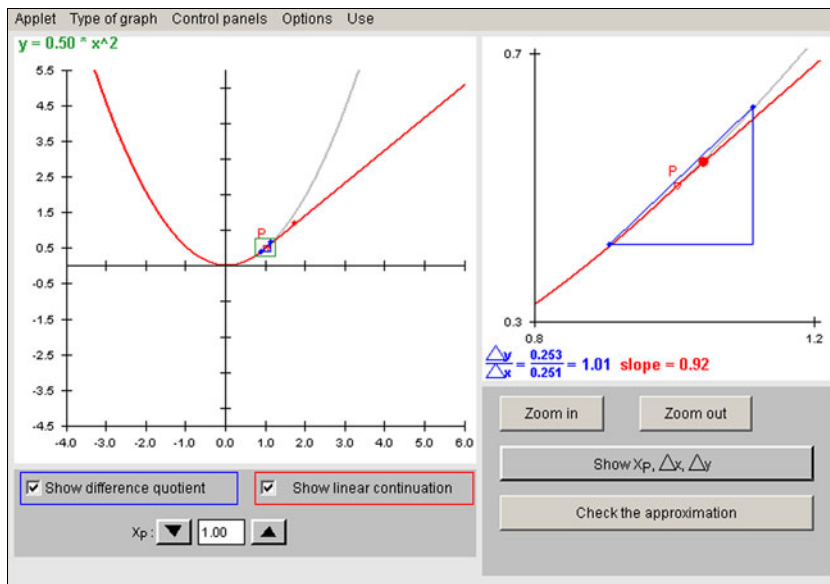 Applet Type of graph Control panels Options Use
y = 0.50 * x^2
5.5
4.5
3.5
2.5
1.5
0.5
-0.5
-1.5
-2.5
-3.5
-4.5
P
-4.0 -3.0 -2.0 -1.0 0.0 1.0 2.0 3.0 4.0 5.0 6.0
0.7
P
0.3
0.8 1.2
△y/△x = 0.253/0.251 = 1.01 slope = 0.92
Show difference quotient
Show linear continuation
Xp : 1.00
Zoom in
Zoom out
Show Xp, △x, △y
Check the approximation